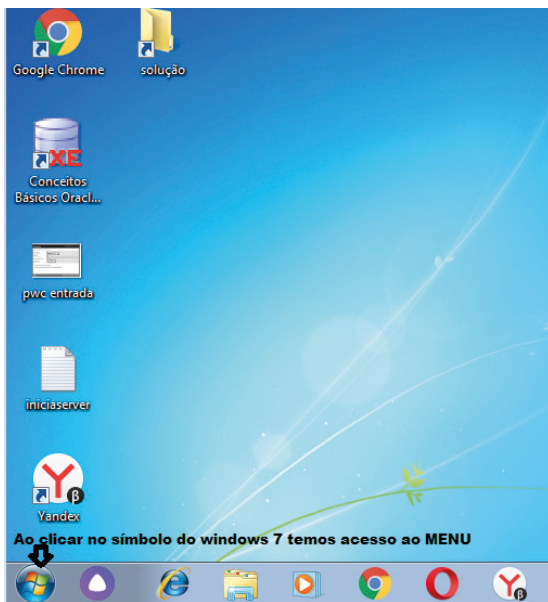 Google Chrome
solução
XE
Conceitos
Básicos Oracl...
pwc entrada
iniciaserver
Y β
Yandex
Ao clicar no símbolo do windows 7 temos acesso ao MENU
Y β